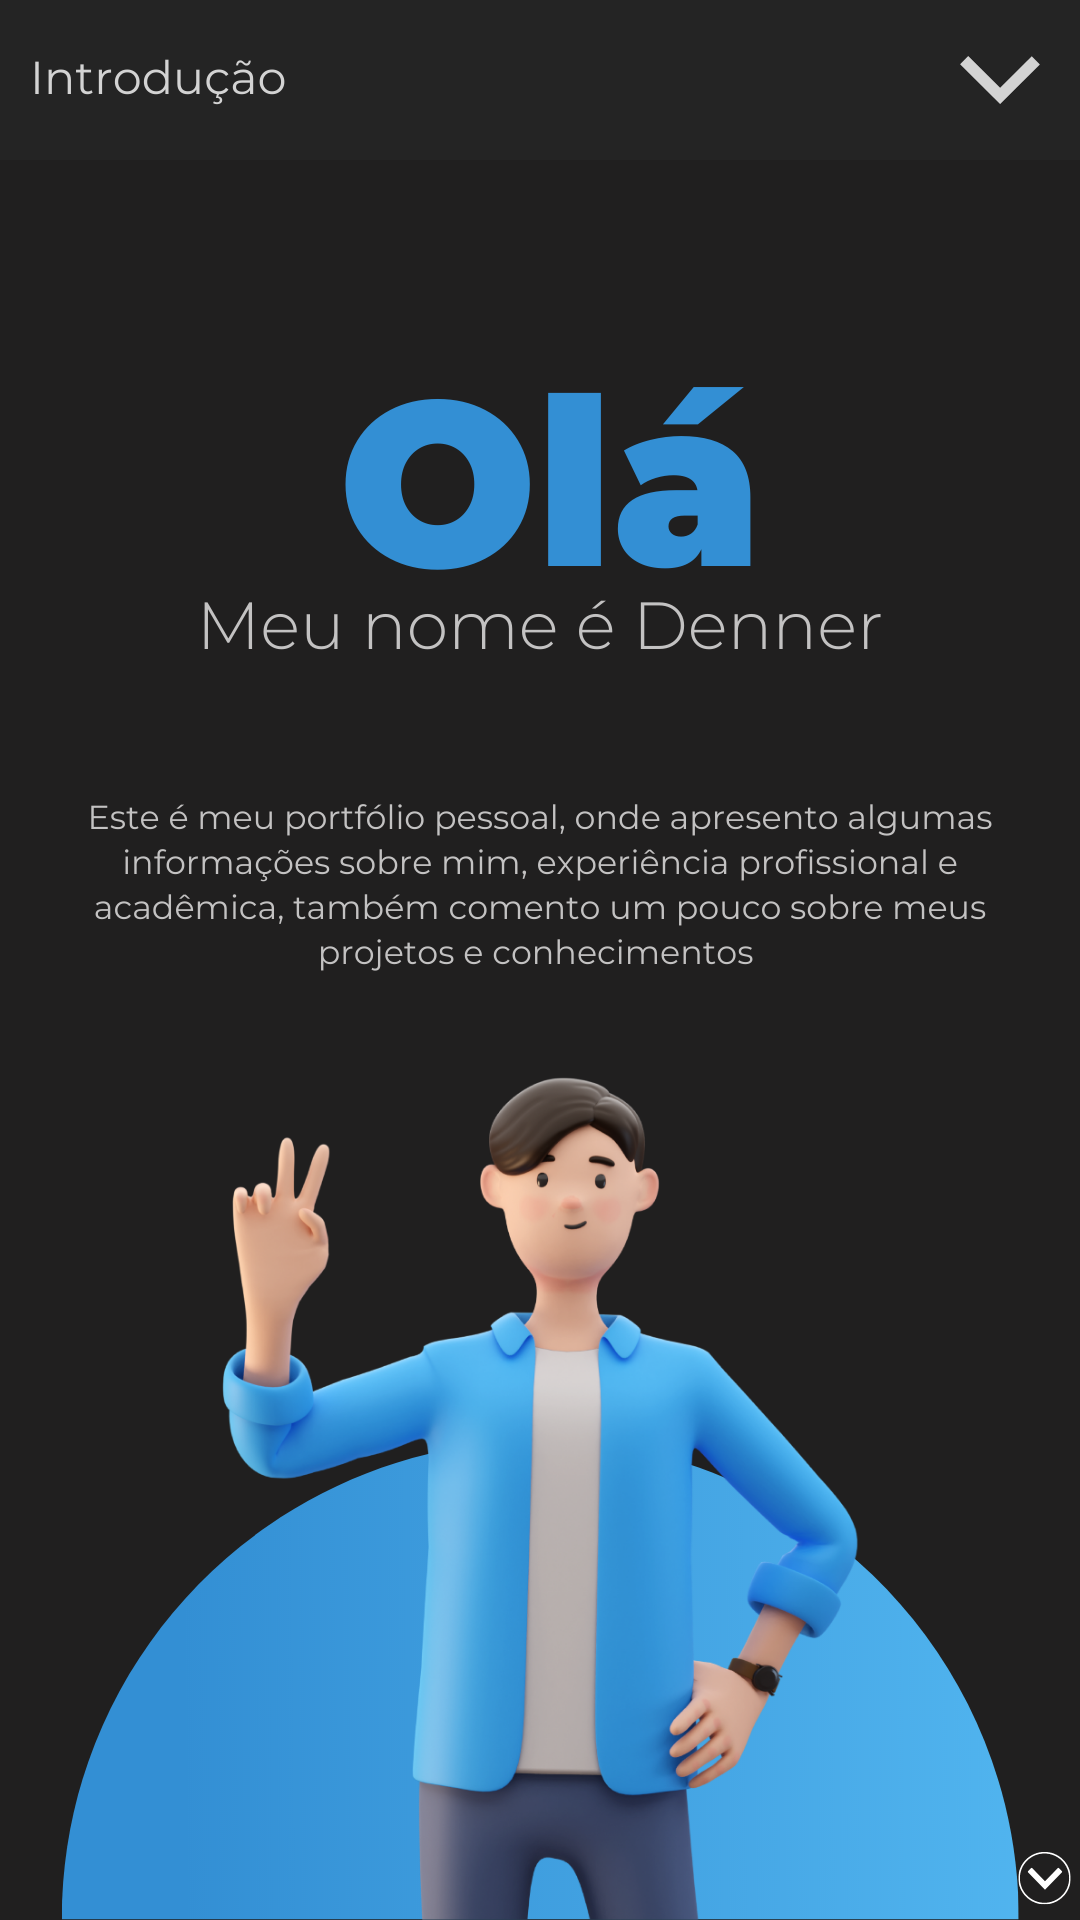 Introdução
Olá
Meu nome é Denner
Este é meu portfólio pessoal, onde apresento algumas
informações sobre mim, experiência profissional e
acadêmica, também comento um pouco sobre meus
projetos e conhecimentos